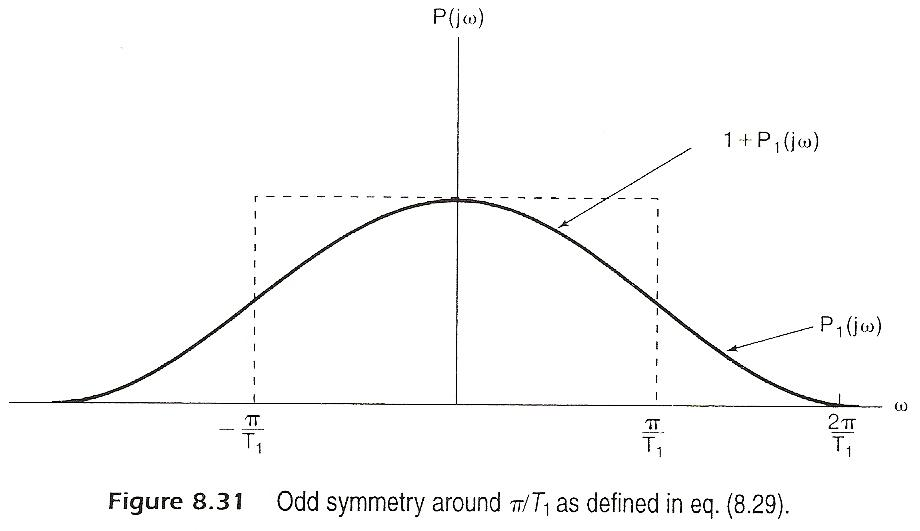 P(jω)
1 + P₁(jω)
P₁(jω)
ω
− π/T₁
π/T₁
2π/T₁
Figure 8.31 Odd symmetry around π/T₁ as defined in eq. (8.29).